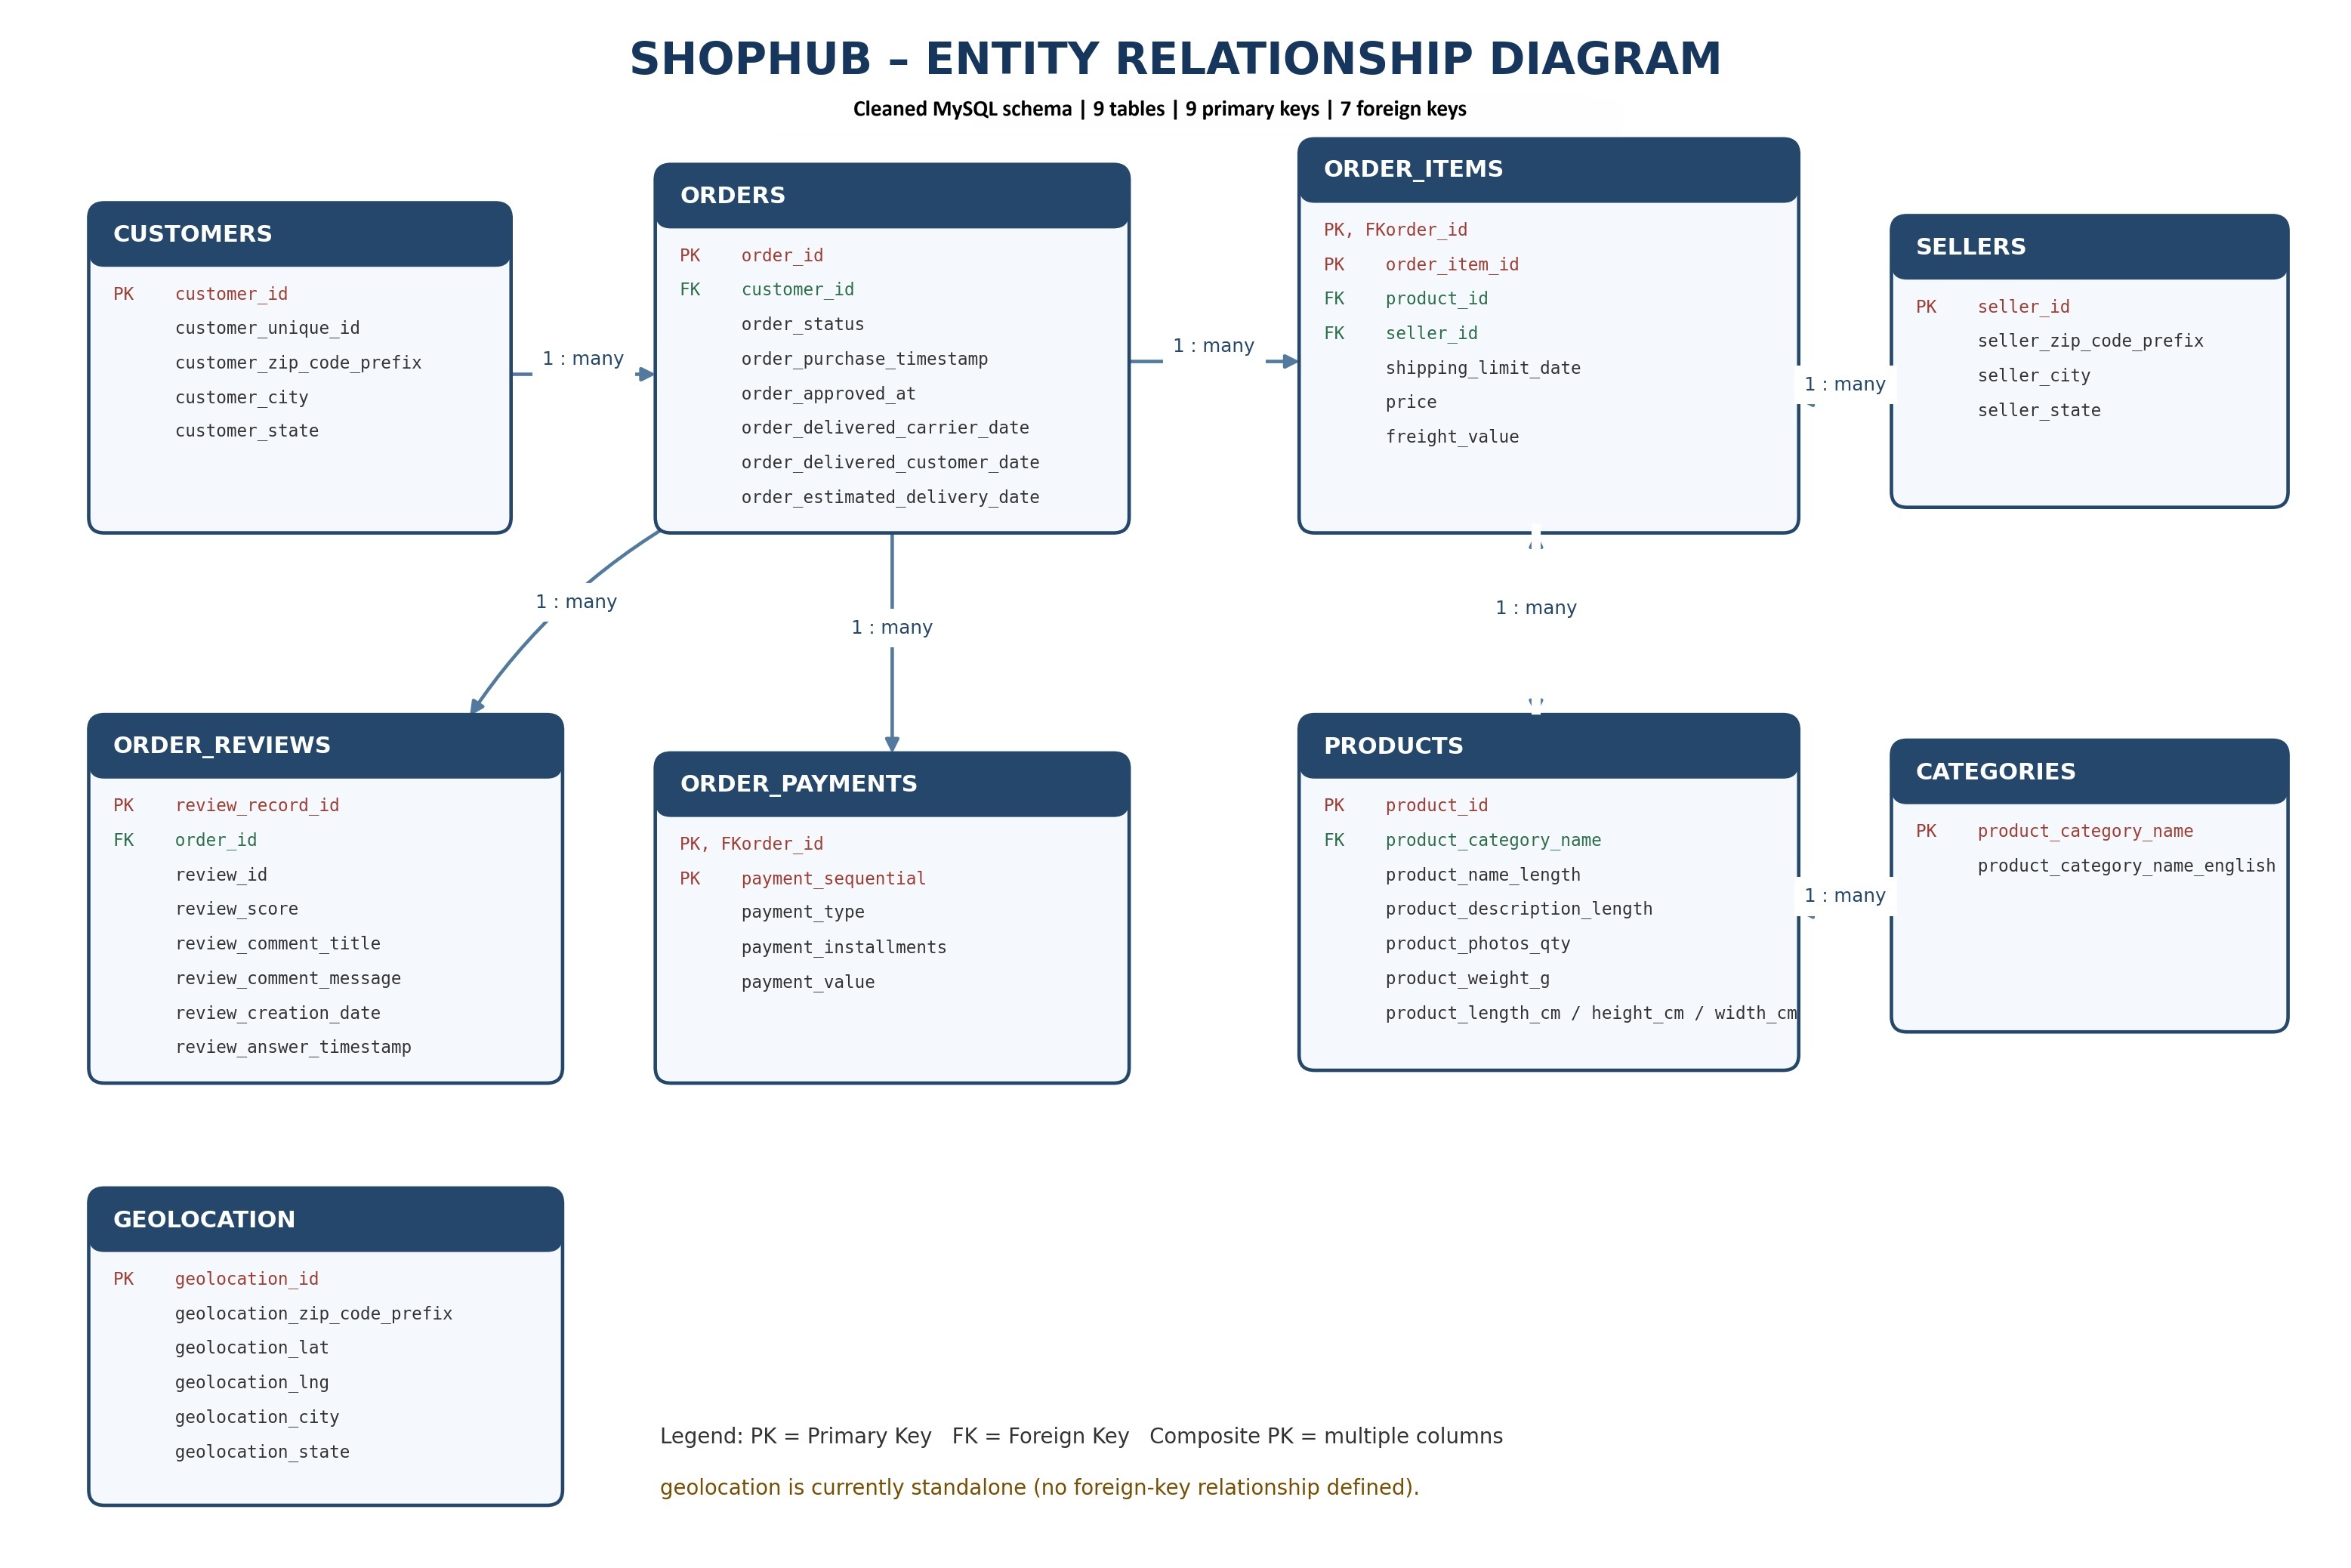 SHOPHUB – ENTITY RELATIONSHIP DIAGRAM
Cleaned MySQL schema | 9 tables | 9 primary keys | 7 foreign keys
CUSTOMERS
PK customer_id
customer_unique_id
customer_zip_code_prefix
customer_city
customer_state
1 : many
ORDERS
PK order_id
FK customer_id
order_status
order_purchase_timestamp
order_approved_at
order_delivered_carrier_date
order_delivered_customer_date
order_estimated_delivery_date
1 : many
ORDER_ITEMS
PK, FKorder_id
PK order_item_id
FK product_id
FK seller_id
shipping_limit_date
price
freight_value
1 : many
SELLERS
PK seller_id
seller_zip_code_prefix
seller_city
seller_state
1 : many
1 : many
1 : many
ORDER_REVIEWS
PK review_record_id
FK order_id
review_id
review_score
review_comment_title
review_comment_message
review_creation_date
review_answer_timestamp
ORDER_PAYMENTS
PK, FKorder_id
PK payment_sequential
payment_type
payment_installments
payment_value
PRODUCTS
PK product_id
FK product_category_name
product_name_length
product_description_length
product_photos_qty
product_weight_g
product_length_cm / height_cm / width_cm
1 : many
CATEGORIES
PK product_category_name
product_category_name_english
GEOLOCATION
PK geolocation_id
geolocation_zip_code_prefix
geolocation_lat
geolocation_lng
geolocation_city
geolocation_state
Legend: PK = Primary Key FK = Foreign Key Composite PK = multiple columns
geolocation is currently standalone (no foreign-key relationship defined).